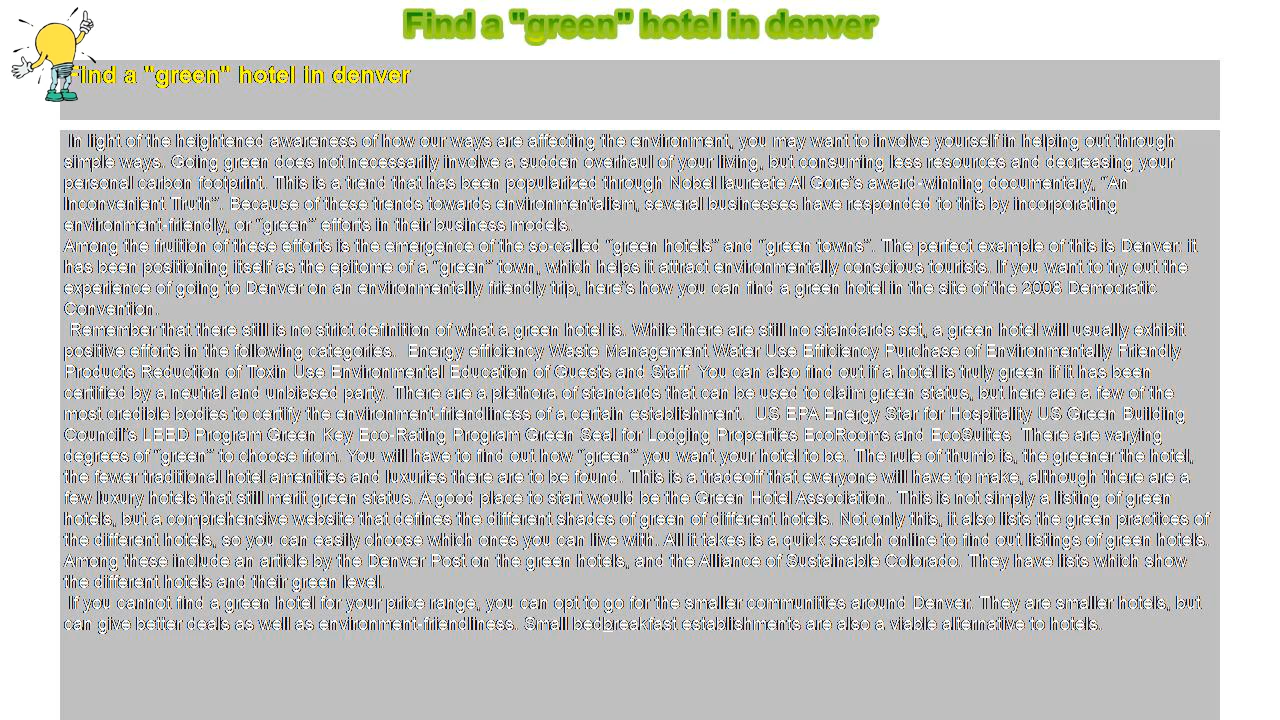 Find a "green" hotel in denver
Find a "green" hotel in denver
In light of the heightened awareness of how our ways are affecting the environment, you may want to involve yourself in helping out through
simple ways. Going green does not necessarily involve a sudden overhaul of your living, but consuming less resources and decreasing your
personal carbon footprint. This is a trend that has been popularized through Nobel laureate Al Gore’s award-winning documentary, “An
Inconvenient Truth”. Because of these trends towards environmentalism, several businesses have responded to this by incorporating
environment-friendly, or “green” efforts in their business models.
Among the fruition of these efforts is the emergence of the so-called “green hotels” and “green towns”. The perfect example of this is Denver: it
has been positioning itself as the epitome of a “green” town, which helps it attract environmentally conscious tourists. If you want to try out the
experience of going to Denver on an environmentally friendly trip, here’s how you can find a green hotel in the site of the 2008 Democratic
Convention.
Remember that there still is no strict definition of what a green hotel is. While there are still no standards set, a green hotel will usually exhibit
positive efforts in the following categories. Energy efficiency Waste Management Water Use Efficiency Purchase of Environmentally Friendly
Products Reduction of Toxin Use Environmental Education of Guests and Staff You can also find out if a hotel is truly green if it has been
certified by a neutral and unbiased party. There are a plethora of standards that can be used to claim green status, but here are a few of the
most credible bodies to certify the environment-friendliness of a certain establishment. US EPA Energy Star for Hospitality US Green Building
Council’s LEED Program Green Key Eco-Rating Program Green Seal for Lodging Properties EcoRooms and EcoSuites There are varying
degrees of “green” to choose from. You will have to find out how “green” you want your hotel to be. The rule of thumb is, the greener the hotel,
the fewer traditional hotel amenities and luxuries there are to be found. This is a tradeoff that everyone will have to make, although there are a
few luxury hotels that still merit green status. A good place to start would be the Green Hotel Association. This is not simply a listing of green
hotels, but a comprehensive website that defines the different shades of green of different hotels. Not only this, it also lists the green practices of
the different hotels, so you can easily choose which ones you can live with. All it takes is a quick search online to find out listings of green hotels.
Among these include an article by the Denver Post on the green hotels, and the Alliance of Sustainable Colorado. They have lists which show
the different hotels and their green level.
If you cannot find a green hotel for your price range, you can opt to go for the smaller communities around Denver. They are smaller hotels, but
can give better deals as well as environment-friendliness. Small bedbreakfast establishments are also a viable alternative to hotels.